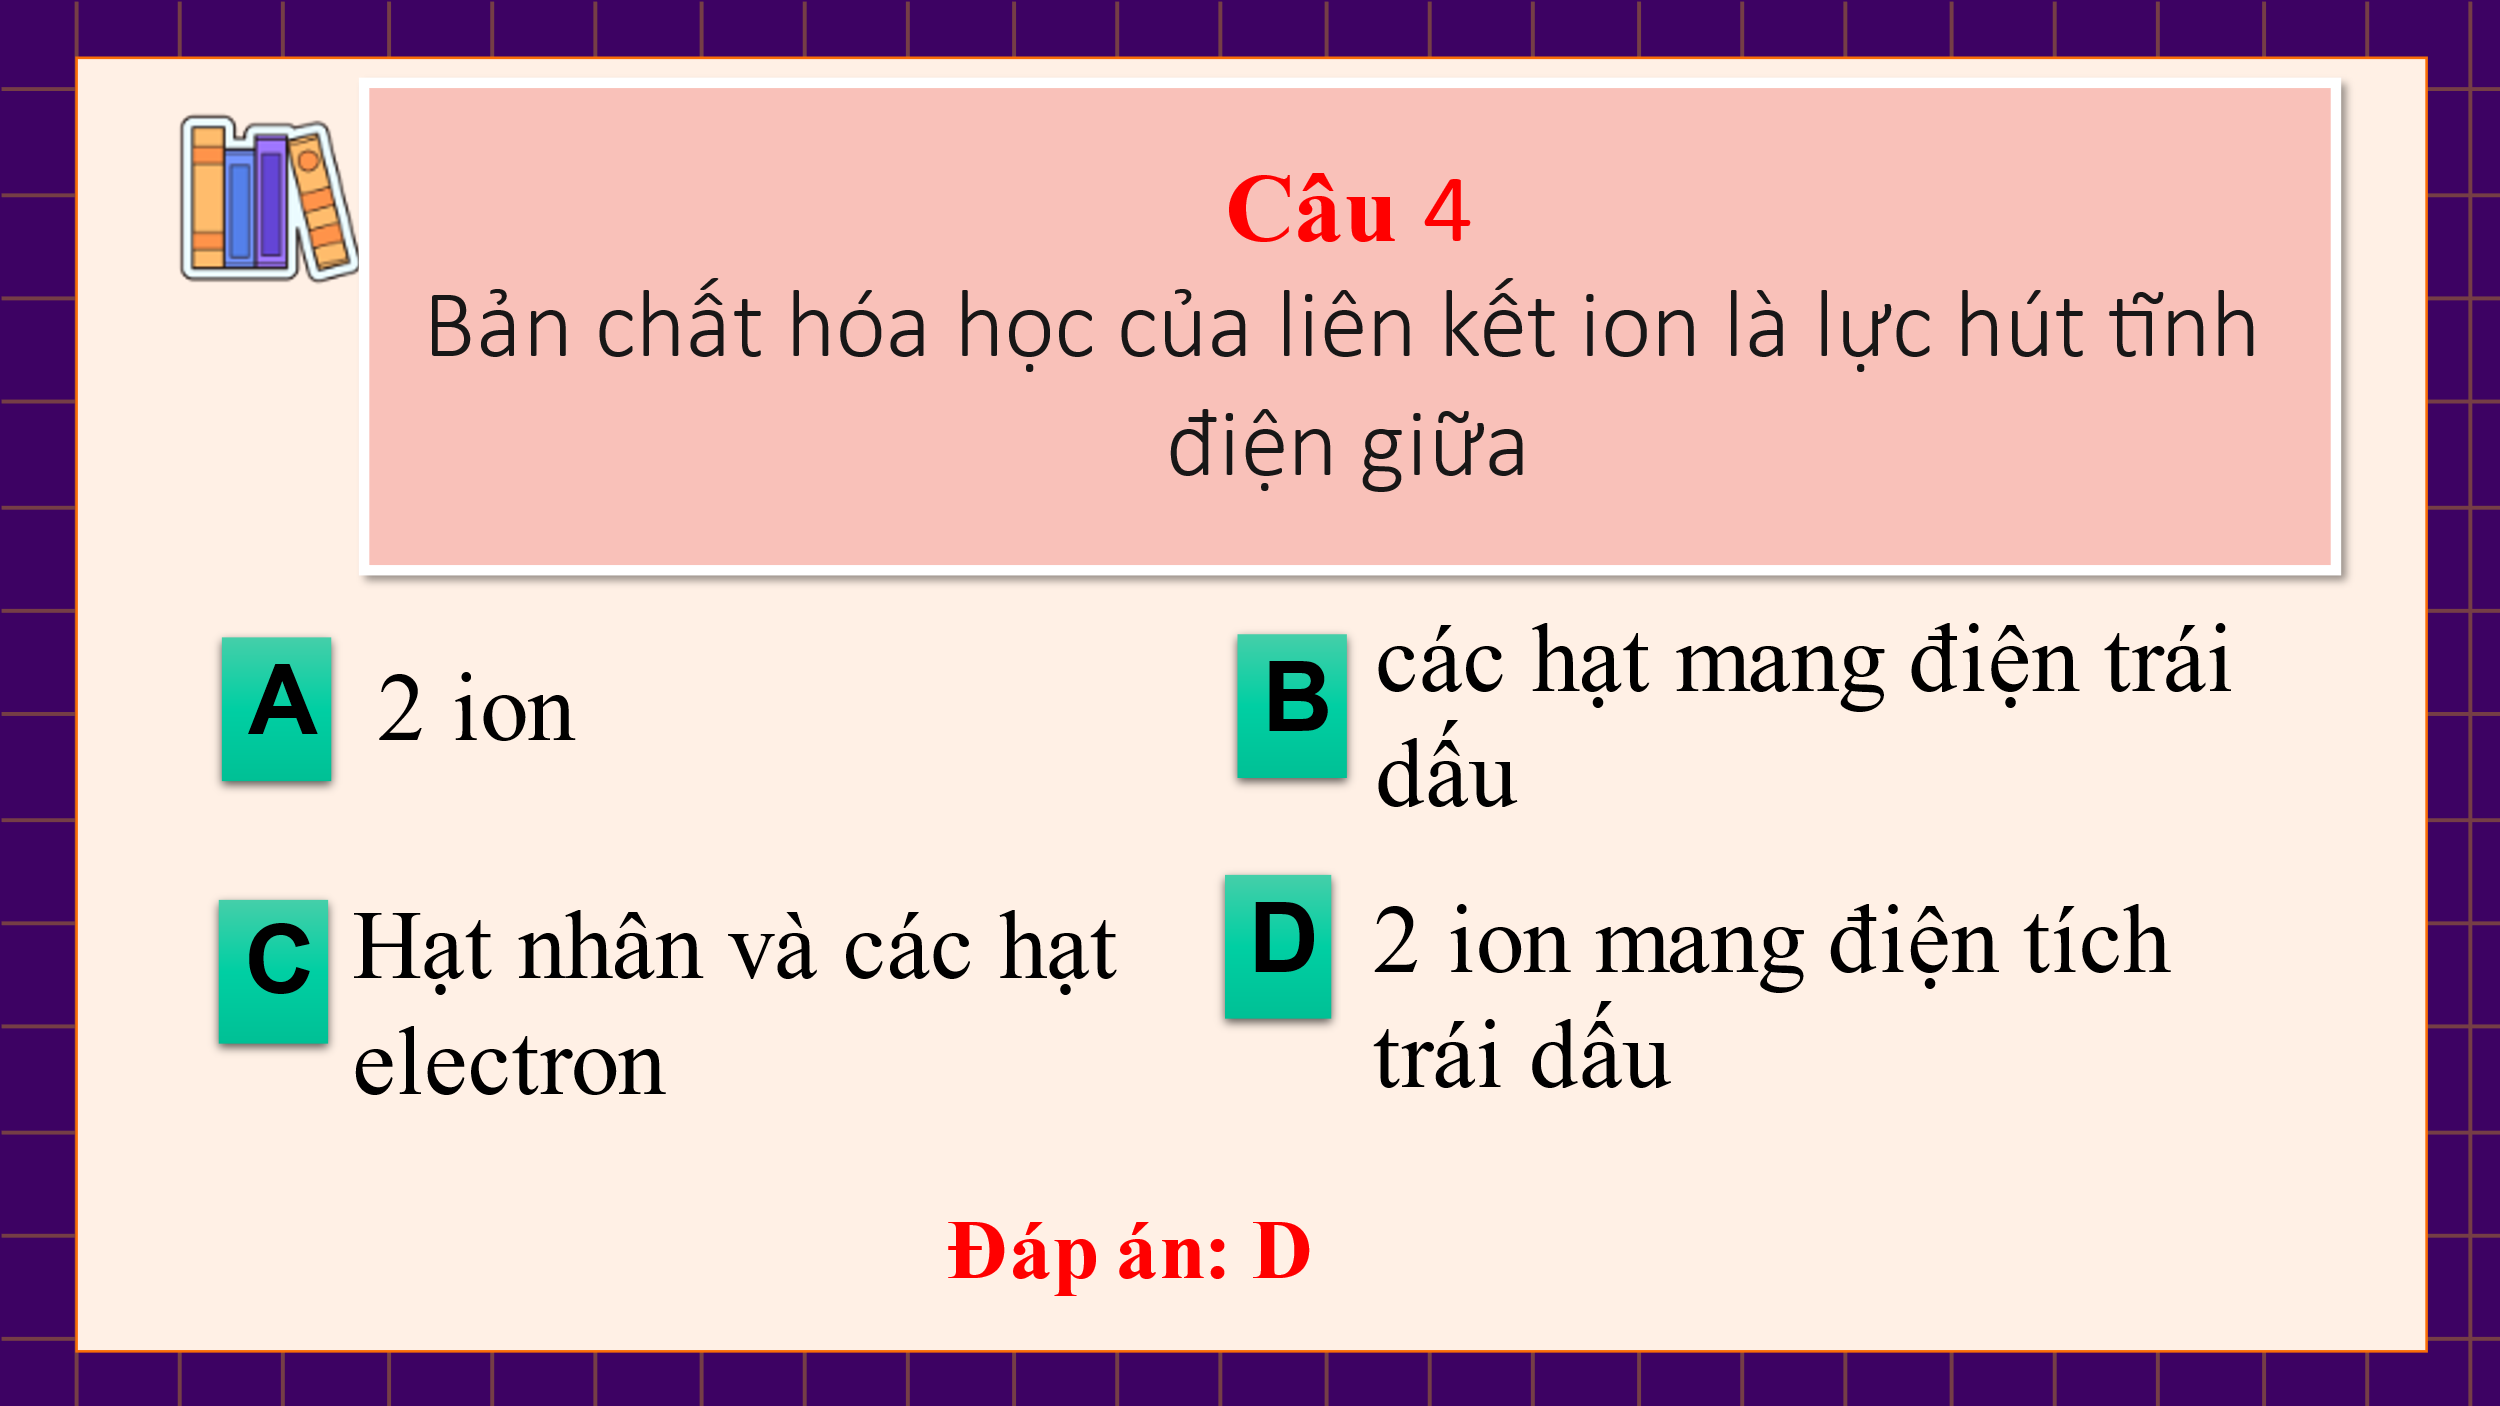 Câu 4
Bản chất hóa học của liên kết ion là lực hút tĩnh
điện giữa
A
2 ion
B
các hạt mang điện trái
dấu
C
Hạt nhân và các hạt
electron
D
2 ion mang điện tích
trái dấu
Đáp án: D